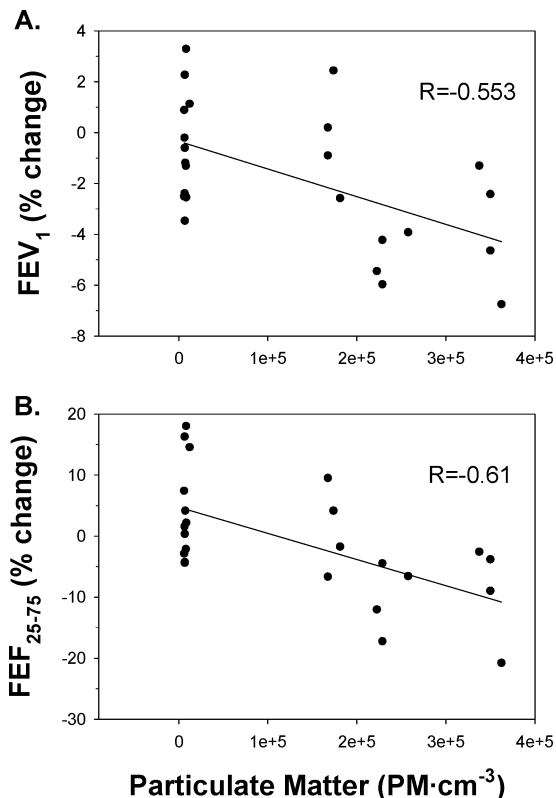 A.
4
2
0
-2
-4
-6
-8
FEV1 (% change)
R=-0.553
0 1e+5 2e+5 3e+5 4e+5
B.
20
10
0
-10
-20
-30
FEF25-75 (% change)
R=-0.61
0 1e+5 2e+5 3e+5 4e+5
Particulate Matter (PM·cm-3)